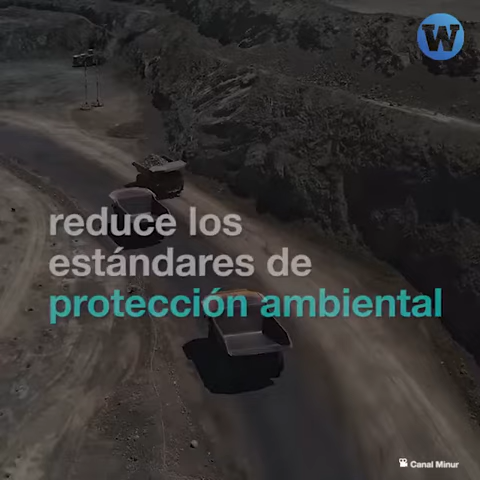 W
reduce los
estándares de
protección ambiental
Canal Minur